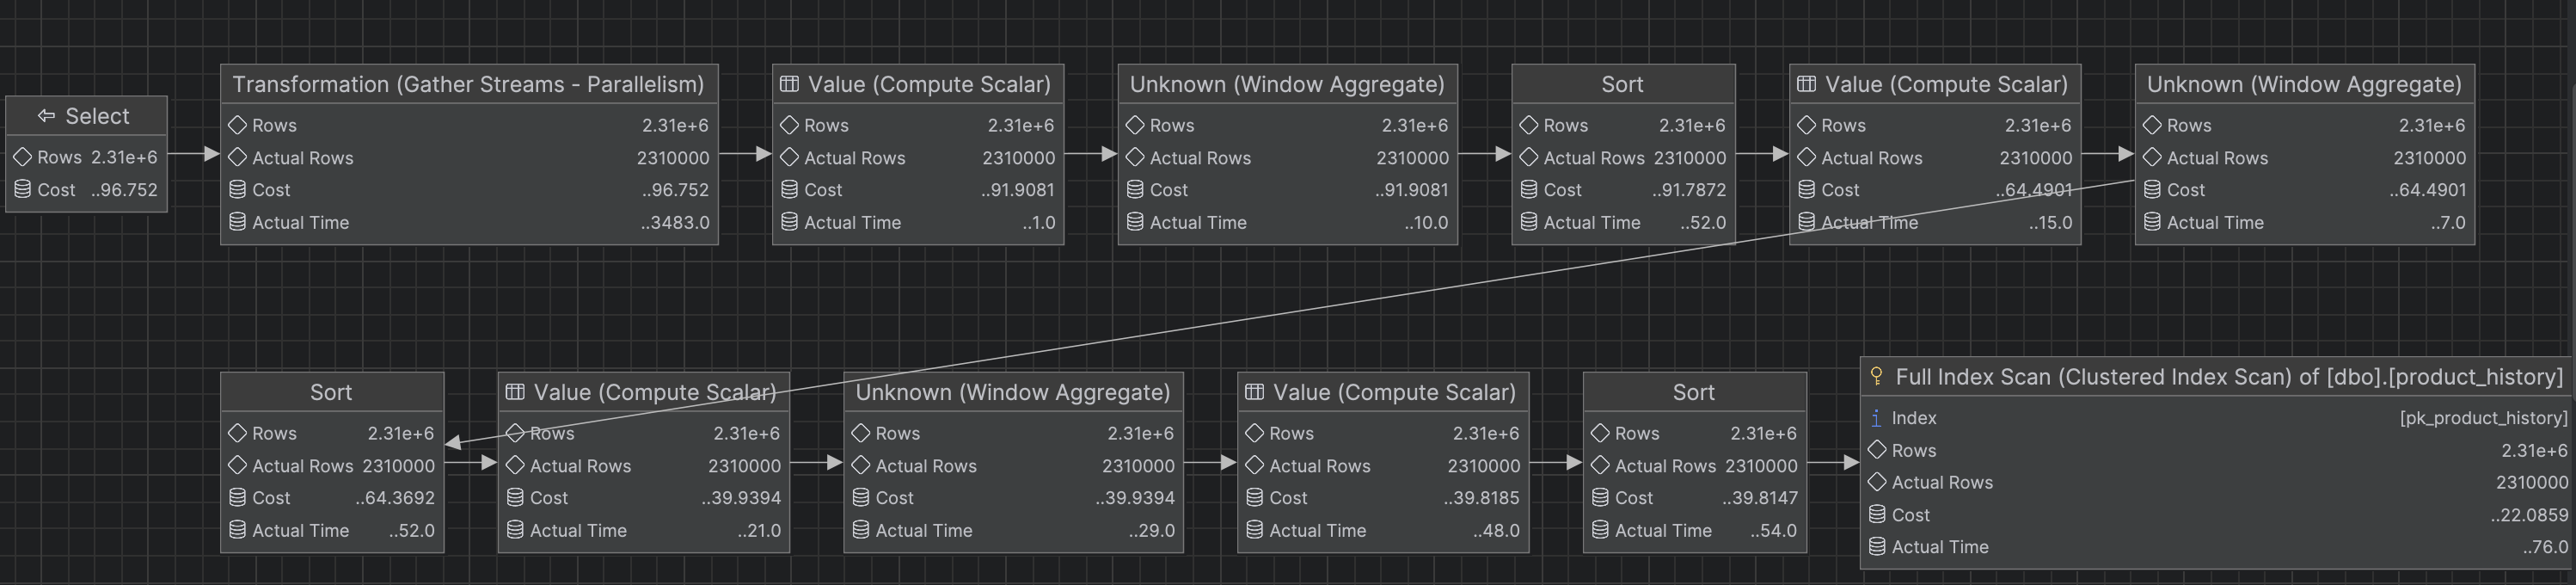 Select
Rows 2.31e+6
Cost ..96.752
Transformation (Gather Streams - Parallelism)
Rows 2.31e+6
Actual Rows 2310000
Cost ..96.752
Actual Time ..3483.0
Value (Compute Scalar)
Rows 2.31e+6
Actual Rows 2310000
Cost ..91.9081
Actual Time ..1.0
Unknown (Window Aggregate)
Rows 2.31e+6
Actual Rows 2310000
Cost ..91.9081
Actual Time ..10.0
Sort
Rows 2.31e+6
Actual Rows 2310000
Cost ..91.7872
Actual Time ..52.0
Value (Compute Scalar)
Rows 2.31e+6
Actual Rows 2310000
Cost ..64.4901
Actual Time ..15.0
Unknown (Window Aggregate)
Rows 2.31e+6
Actual Rows 2310000
Cost ..64.4901
Actual Time ..7.0
Sort
Rows 2.31e+6
Actual Rows 2310000
Cost ..64.3692
Actual Time ..52.0
Value (Compute Scalar)
Rows 2.31e+6
Actual Rows 2310000
Cost ..39.9394
Actual Time ..21.0
Unknown (Window Aggregate)
Rows 2.31e+6
Actual Rows 2310000
Cost ..39.9394
Actual Time ..29.0
Value (Compute Scalar)
Rows 2.31e+6
Actual Rows 2310000
Cost ..39.8185
Actual Time ..48.0
Sort
Rows 2.31e+6
Actual Rows 2310000
Cost ..39.8147
Actual Time ..54.0
Full Index Scan (Clustered Index Scan) of [dbo].[product_history]
Index [pk_product_history]
Rows 2.31e+6
Actual Rows 2310000
Cost ..22.0859
Actual Time ..76.0